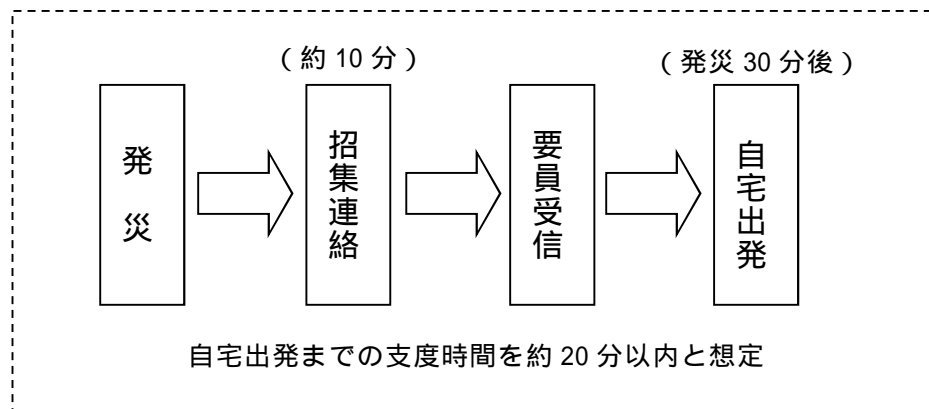 （約 10 分）
（発災 30 分後）
発災
招集連絡
要員受信
自宅出発
自宅出発までの支度時間を約 20 分以内と想定